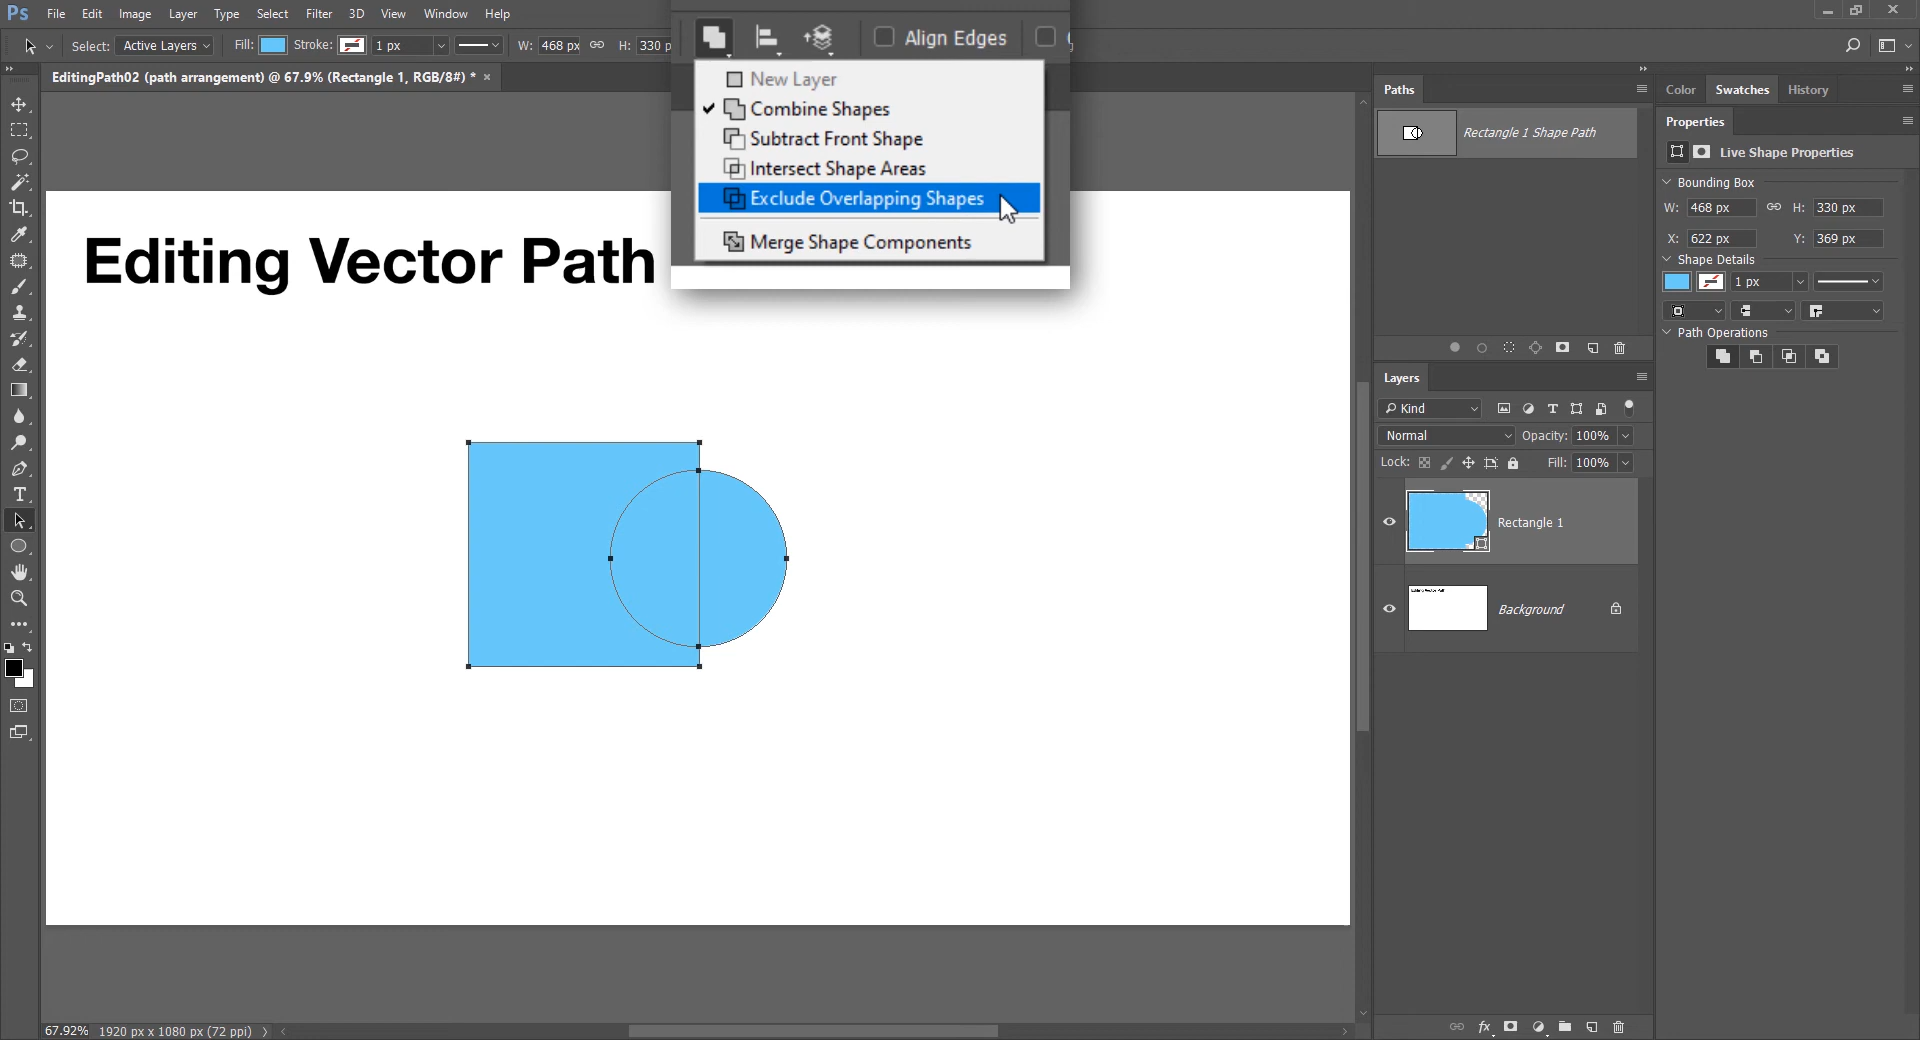 Ps File Edit Image Layer Type Select Filter 3D View Window Help
Select: Active Layers Fill: Stroke: 1 px W: 468 px H: 330 p
Align Edges
EditingPath02 (path arrangement) @ 67.9% (Rectangle 1, RGB/8#) * ×
New Layer
Combine Shapes
Subtract Front Shape
Intersect Shape Areas
Exclude Overlapping Shapes
Merge Shape Components
Editing Vector Path
Paths
Rectangle 1 Shape Path
Color Swatches History
Properties
Live Shape Properties
Bounding Box
W: 468 px H: 330 px
X: 622 px Y: 369 px
Shape Details
1 px
Path Operations
Layers
Kind
Normal Opacity: 100%
Lock: Fill: 100%
Rectangle 1
Editing Vector Path
Background
67.92% 1920 px x 1080 px (72 ppi)
fx